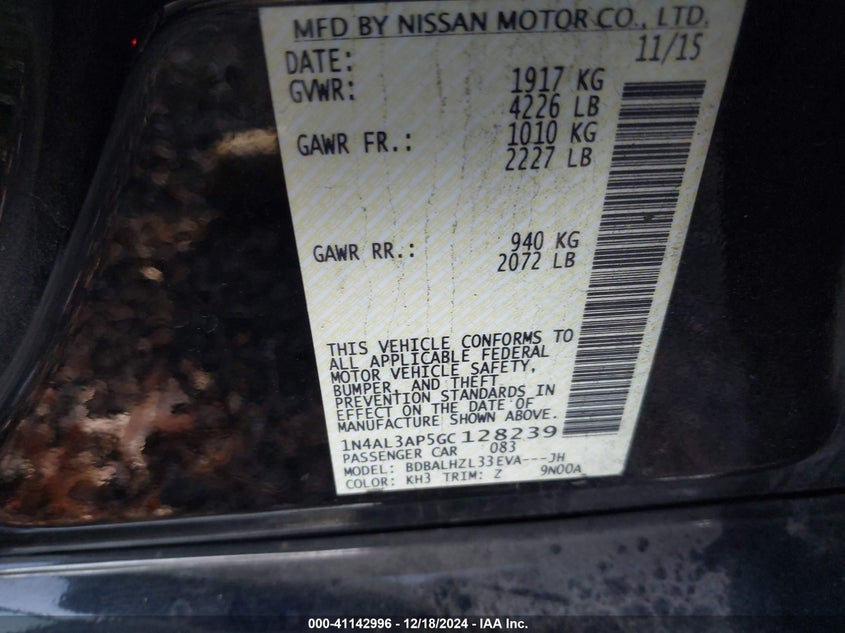 MFD BY NISSAN MOTOR CO., LTD.
DATE: 11/15
GVWR: 1917 KG
4226 LB
GAWR FR.: 1010 KG
2227 LB
GAWR RR.: 940 KG
2072 LB
THIS VEHICLE CONFORMS TO
ALL APPLICABLE FEDERAL
MOTOR VEHICLE SAFETY,
BUMPER, AND THEFT
PREVENTION STANDARDS IN
EFFECT ON THE DATE OF
MANUFACTURE SHOWN ABOVE.
1N4AL3AP5GC128239
PASSENGER CAR 083
MODEL: BDBALHZL33EVA---JH
COLOR: KH3 TRIM: Z 9N00A
000-41142996 - 12/18/2024 - IAA Inc.